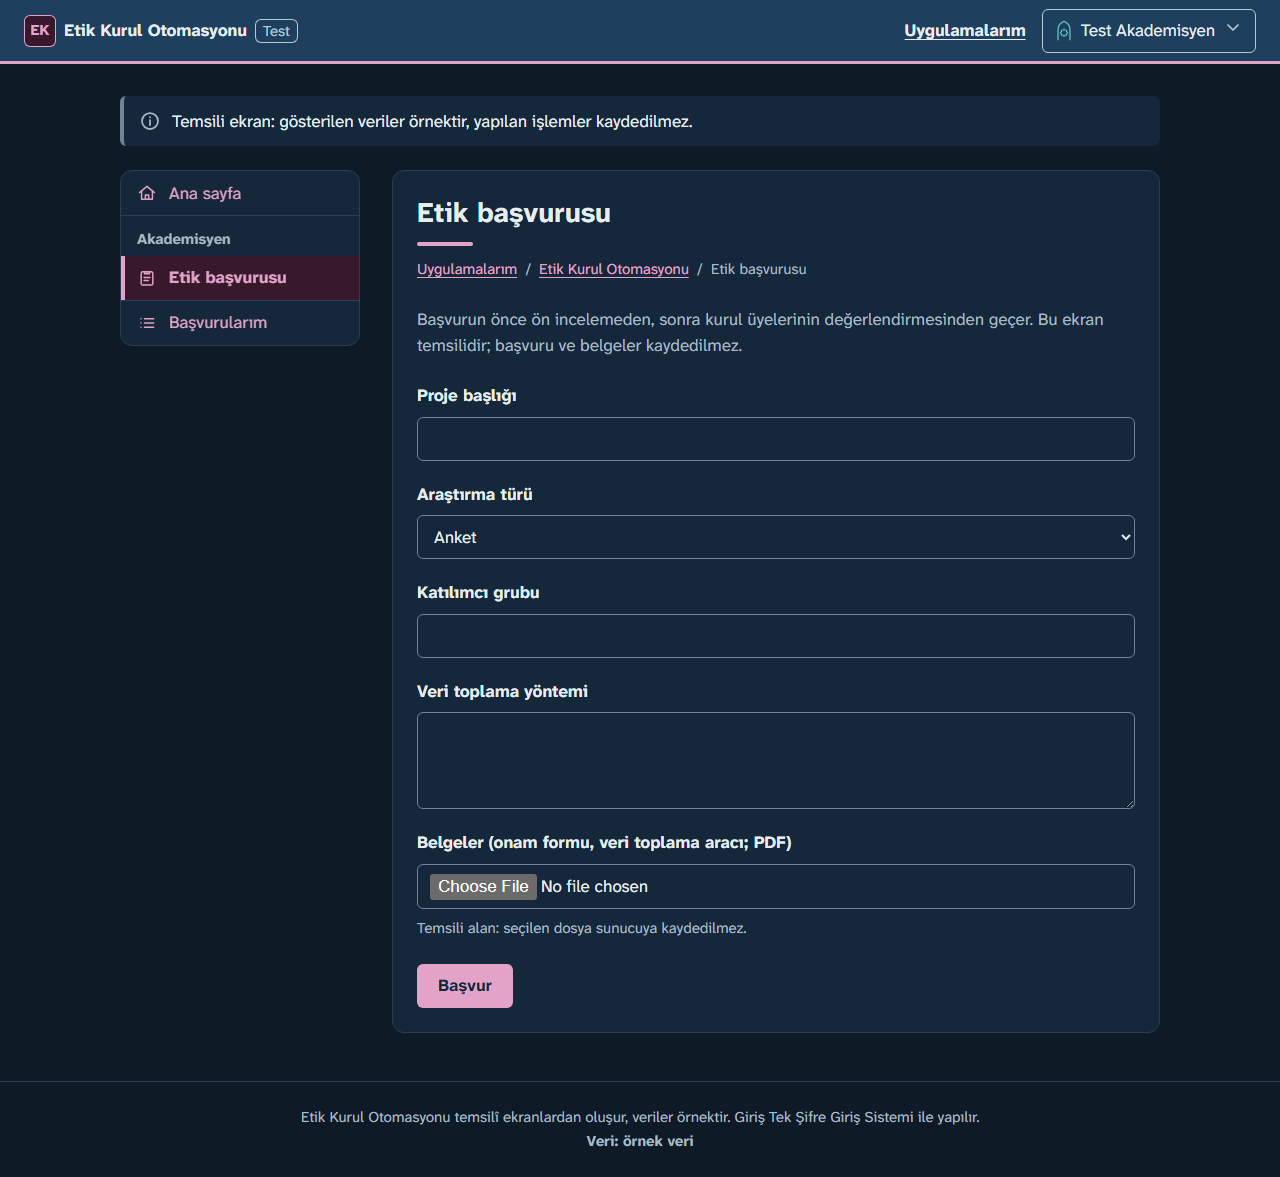 EK Etik Kurul Otomasyonu Test
Uygulamalarım
Test Akademisyen
Temsili ekran: gösterilen veriler örnektir, yapılan işlemler kaydedilmez.
Ana sayfa
Akademisyen
Etik başvurusu
Başvurularım
Etik başvurusu
Uygulamalarım / Etik Kurul Otomasyonu / Etik başvurusu
Başvurun önce ön incelemeden, sonra kurul üyelerinin değerlendirmesinden geçer. Bu ekran
temsilidir; başvuru ve belgeler kaydedilmez.
Proje başlığı
Araştırma türü
Anket
Katılımcı grubu
Veri toplama yöntemi
Belgeler (onam formu, veri toplama aracı; PDF)
Choose File No file chosen
Temsili alan: seçilen dosya sunucuya kaydedilmez.
Başvur
Etik Kurul Otomasyonu temsilî ekranlardan oluşur, veriler örnektir. Giriş Tek Şifre Giriş Sistemi ile yapılır.
Veri: örnek veri